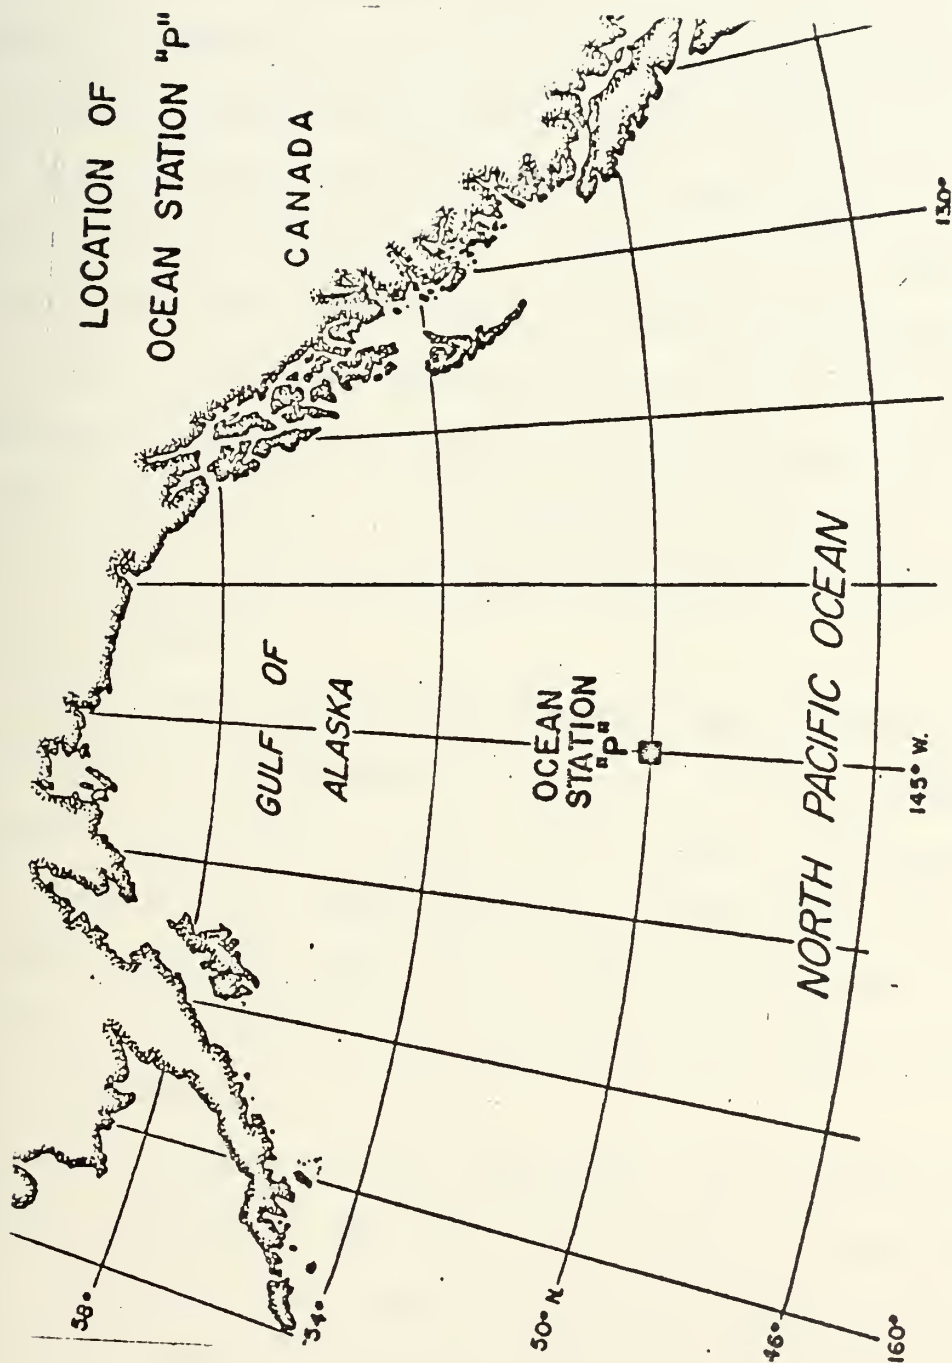 LOCATION OF
OCEAN STATION "P"
CANADA
GULF OF
ALASKA
OCEAN
STATION
"P"
NORTH PACIFIC OCEAN
58°
54°
50° N.
46°
160°
145° W.
130°